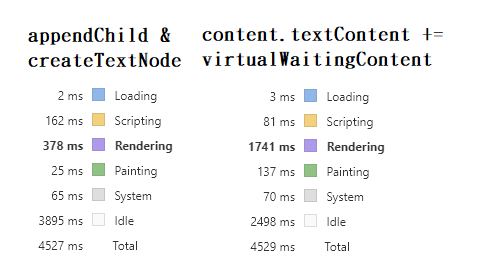 appendChild &
createTextNode
2 ms Loading
162 ms Scripting
378 ms Rendering
25 ms Painting
65 ms System
3895 ms Idle
4527 ms Total
content.textContent +=
virtualWaitingContent
3 ms Loading
81 ms Scripting
1741 ms Rendering
137 ms Painting
70 ms System
2498 ms Idle
4529 ms Total